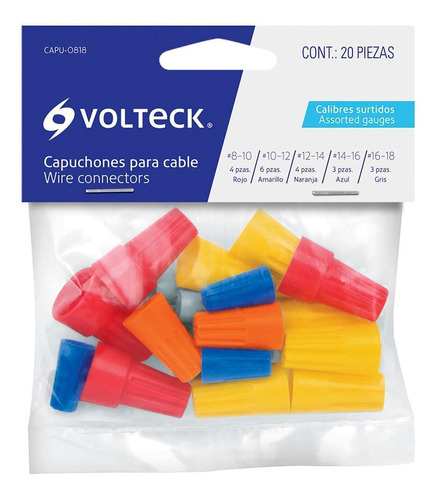 CAPU-0818
CONT.: 20 PIEZAS
VOLTECK®
Calibres surtidos
Assorted gauges
Capuchones para cable
Wire connectors
#8-10 #10-12 #12-14 #14-16 #16-18
4 pzas. 6 pzas. 4 pzas. 3 pzas. 3 pzas.
Rojo Amarillo Naranja Azul Gris